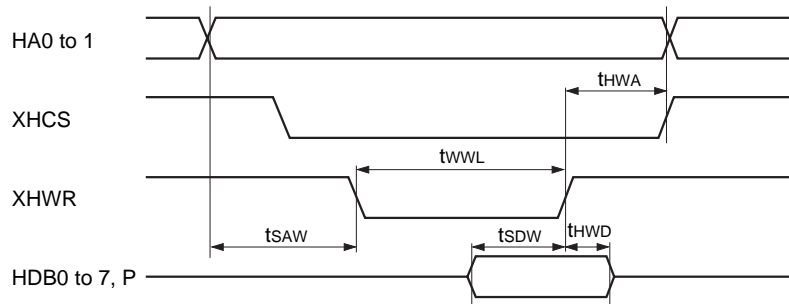 HA0 to 1
tHWA
XHCS
tWWL
XHWR
tSAW
tSDW
tHWD
HDB0 to 7, P